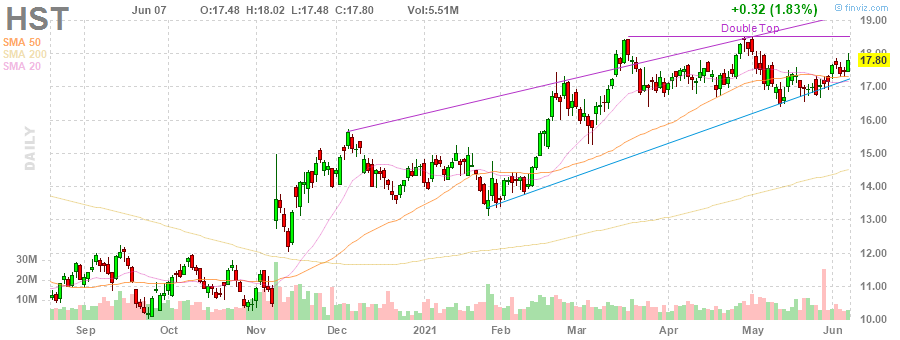 © finviz.com
HST
Jun 07 O:17.48 H:18.02 L:17.48 C:17.80 Vol:5.51M
+0.32 (1.83%)
SMA 50
SMA 200
SMA 20
Double Top
DAILY
19.00
18.00
17.80
17.00
16.00
15.00
14.00
13.00
12.00
11.00
10.00
30M
20M
10M
Sep Oct Nov Dec 2021 Feb Mar Apr May Jun